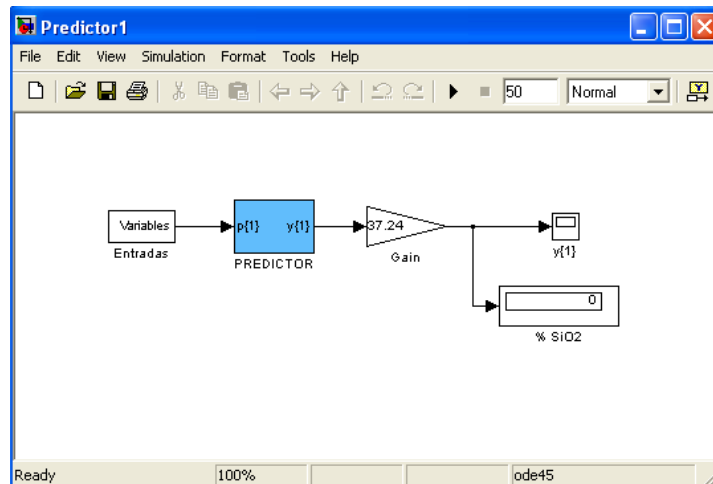 Predictor1
File Edit View Simulation Format Tools Help
50 Normal
Variables
Entradas
p{1} y{1}
PREDICTOR
37.24
Gain
y{1}
0
% SiO2
Ready 100% ode45